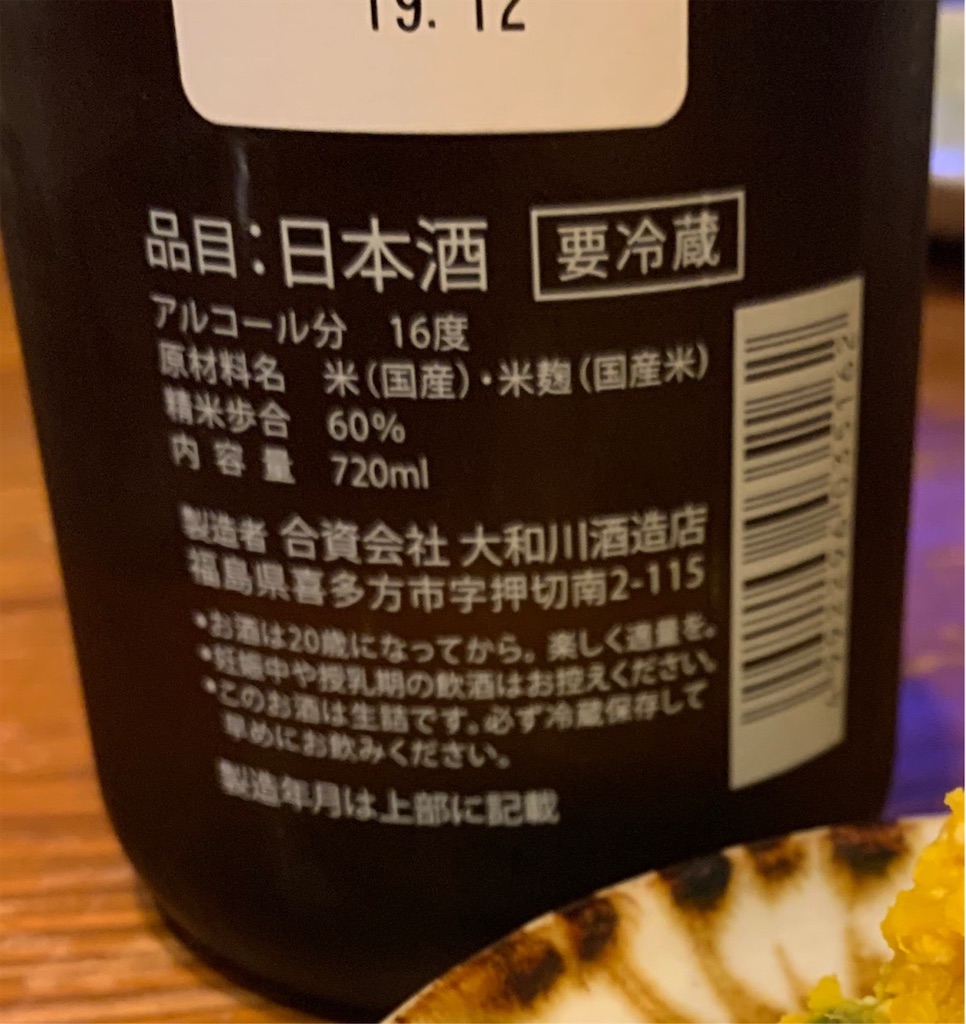 19. 12
品目：日本酒 要冷蔵
アルコール分 16度
原材料名 米（国産）・米麹（国産米）
精米歩合 60%
内容量 720ml
製造者 合資会社 大和川酒造店
福島県喜多方市字押切南2-115
•お酒は20歳になってから。楽しく適量を。
•妊娠中や授乳期の飲酒はお控えください。
•このお酒は生詰です。必ず冷蔵保存して
早めにお飲みください。
製造年月は上部に記載